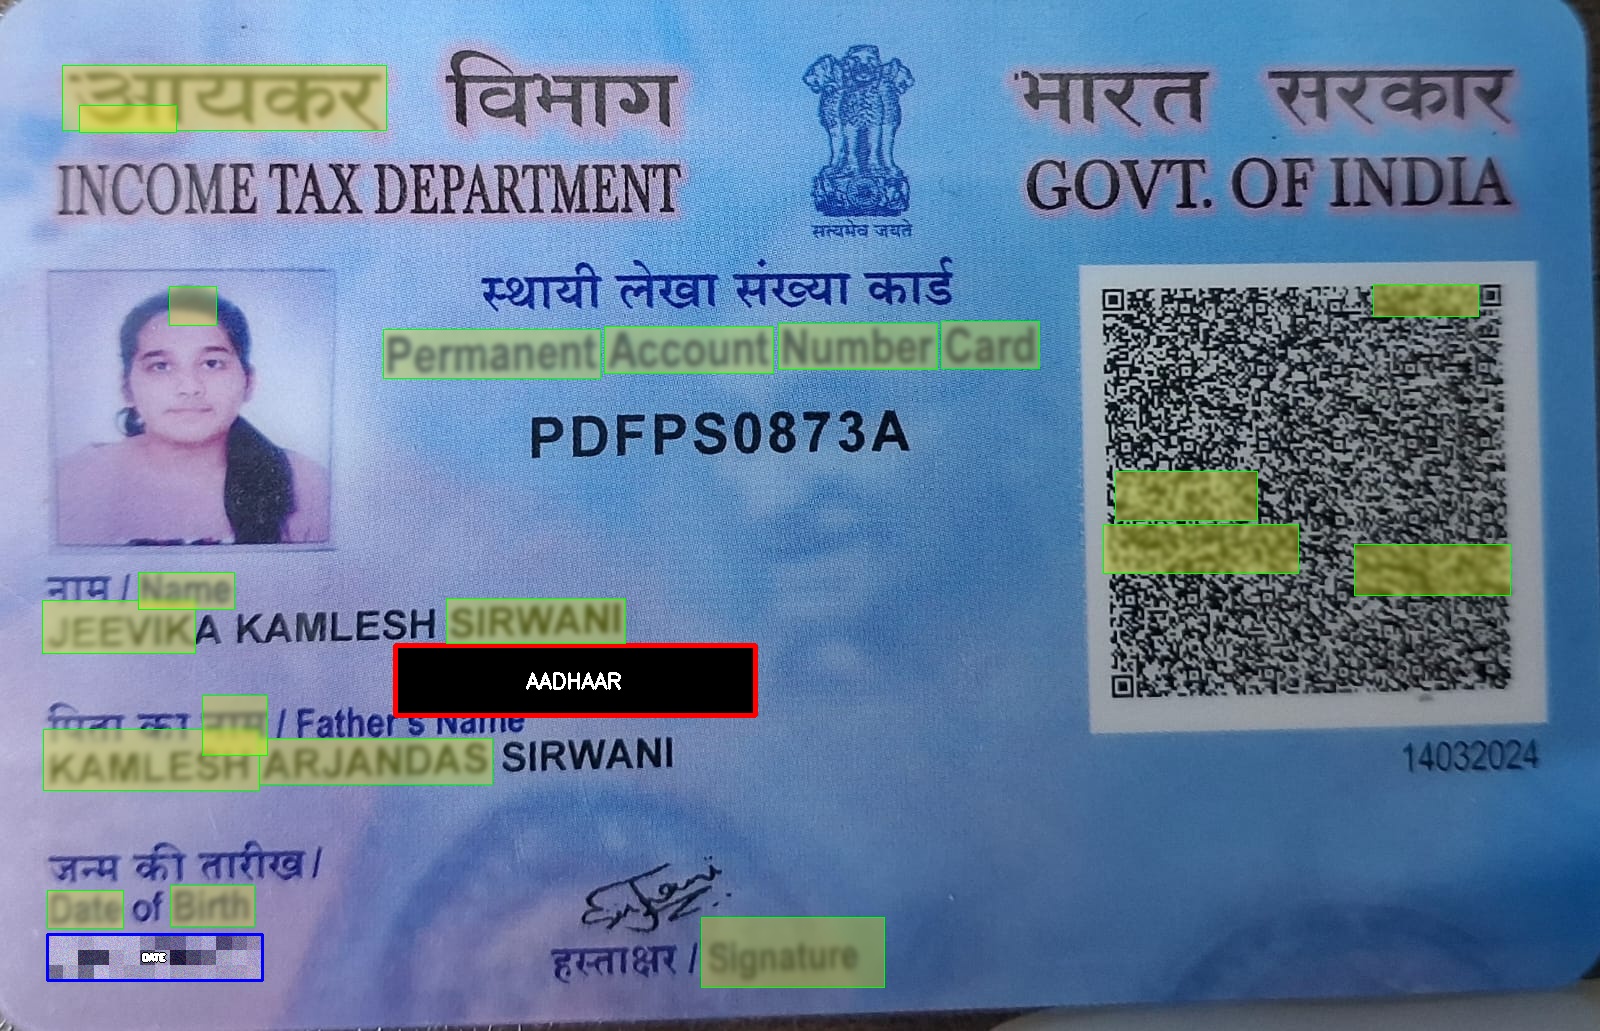 आयकर विभाग
INCOME TAX DEPARTMENT
सत्यमेव जयते
भारत सरकार
GOVT. OF INDIA
स्थायी लेखा संख्या कार्ड
Permanent Account Number Card
PDFPS0873A
नाम / Name
JEEVIKA KAMLESH SIRWANI
AADHAAR
पिता का नाम / Father's Name
KAMLESH ARJANDAS SIRWANI
14032024
जन्म की तारीख /
Date of Birth
DATE
हस्ताक्षर / Signature